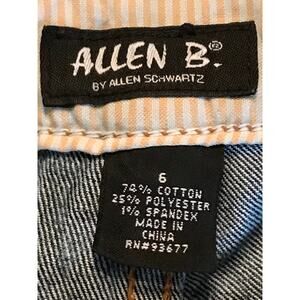 ALLEN B.®
BY ALLEN SCHWARTZ
6
74% COTTON
25% POLYESTER
1% SPANDEX
MADE IN
CHINA
RN#93677